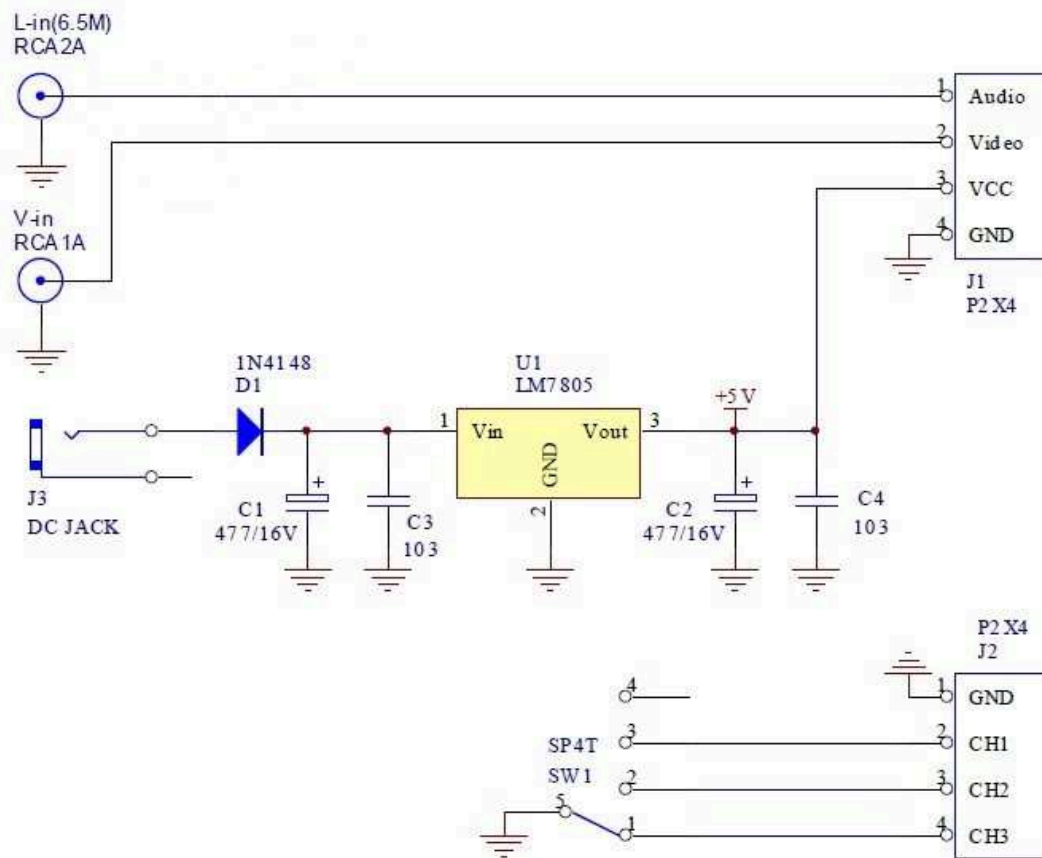 L-in(6.5M)
RCA2A
1
Audio
2
Video
3
VCC
4
GND
J1
P2X4
V-in
RCA1A
1N4148
D1
U1
LM7805
+5V
1
Vin
Vout
3
GND
2
J3
DC JACK
C1
477/16V
C3
103
C2
477/16V
C4
103
P2X4
J2
4
1
GND
SP4T
3
2
CH1
SW1
2
3
CH2
5
1
4
CH3